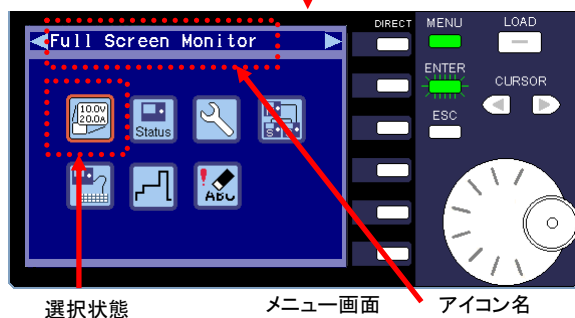 DIRECT MENU LOAD
Full Screen Monitor
ENTER
CURSOR
10.0V
20.0A
Status
S
ESC
ABC
選択状態 メニュー画面 アイコン名